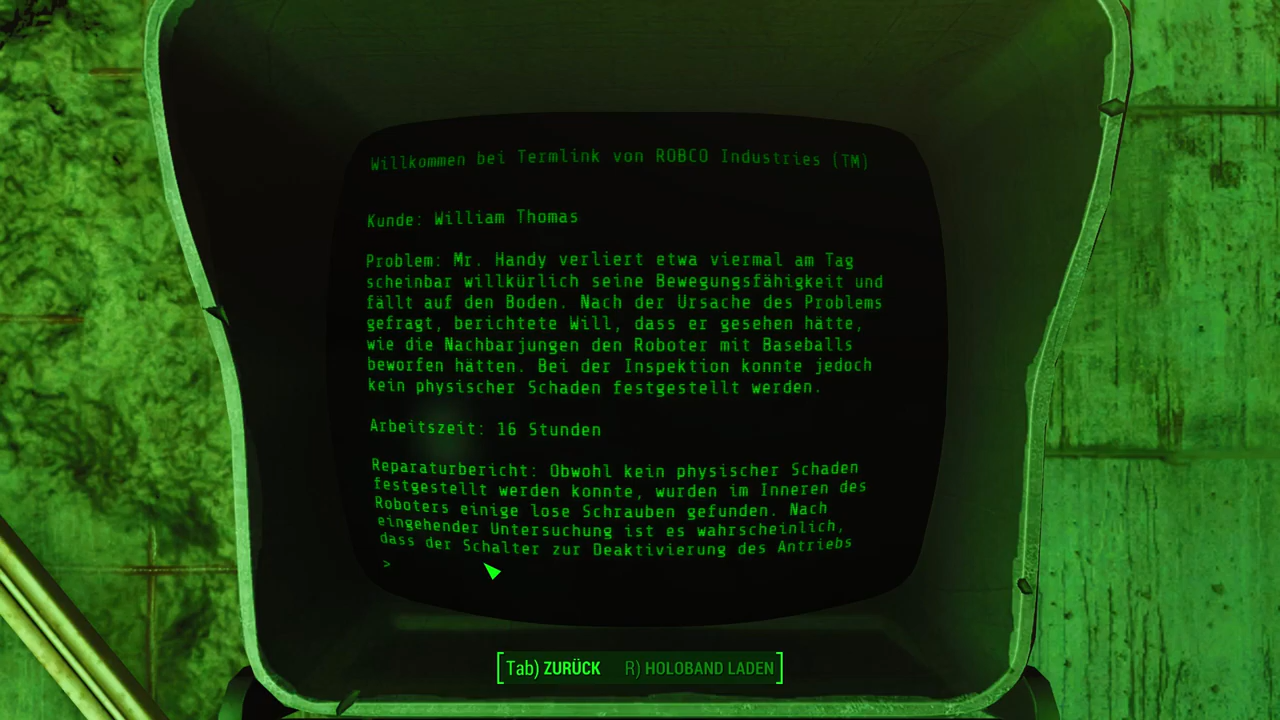 Willkommen bei Termlink von ROBCO Industries (TM)
Kunde: William Thomas
Problem: Mr. Handy verliert etwa viermal am Tag
scheinbar willkürlich seine Bewegungsfähigkeit und
fällt auf den Boden. Nach der Ursache des Problems
gefragt, berichtete Will, dass er gesehen hätte,
wie die Nachbarjungen den Roboter mit Baseballs
beworfen hätten. Bei der Inspektion konnte jedoch
kein physischer Schaden festgestellt werden.
Arbeitszeit: 16 Stunden
Reparaturbericht: Obwohl kein physischer Schaden
festgestellt werden konnte, wurden im Inneren des
Roboters einige lose Schrauben gefunden. Nach
eingehender Untersuchung ist es wahrscheinlich,
dass der Schalter zur Deaktivierung des Antriebs
>
Tab) ZURÜCK R) HOLOBAND LADEN